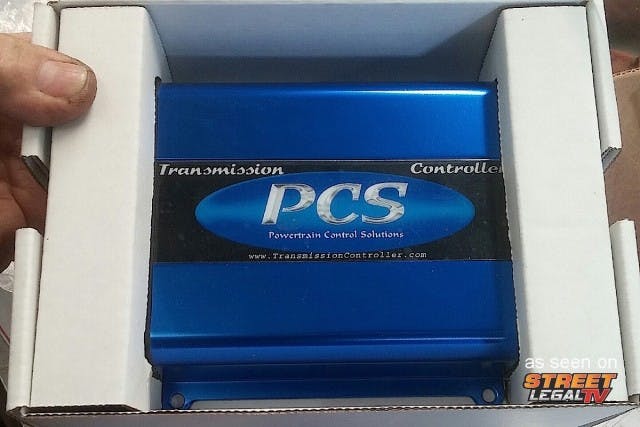 Transmission Controller
PCS
Powertrain Control Solutions
www.TransmissionController.com
as seen on
STREET
LEGAL TV